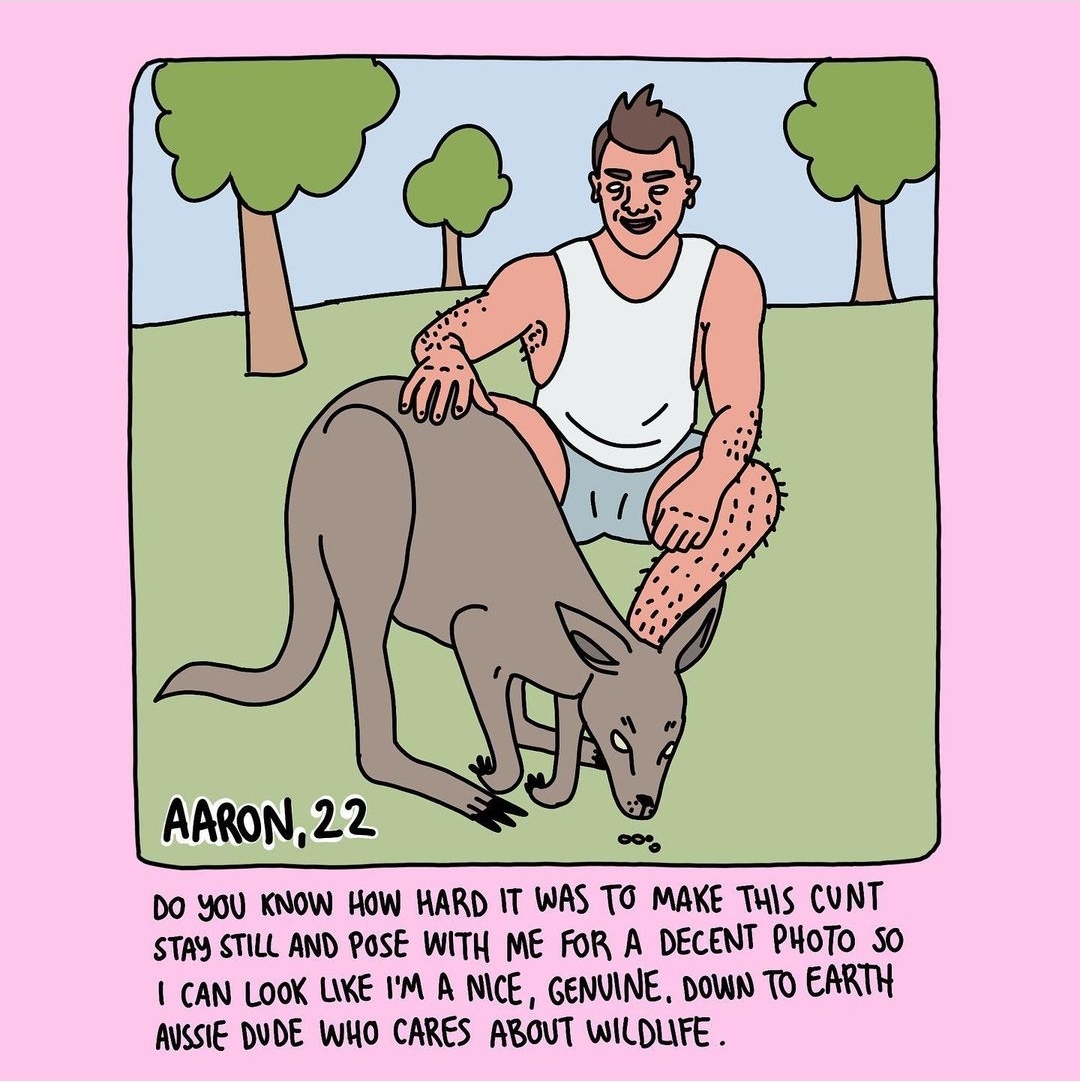 AARON, 22
DO YOU KNOW HOW HARD IT WAS TO MAKE THIS CUNT
STAY STILL AND POSE WITH ME FOR A DECENT PHOTO SO
I CAN LOOK LIKE I'M A NICE, GENUINE, DOWN TO EARTH
AUSSIE DUDE WHO CARES ABOUT WILDLIFE.